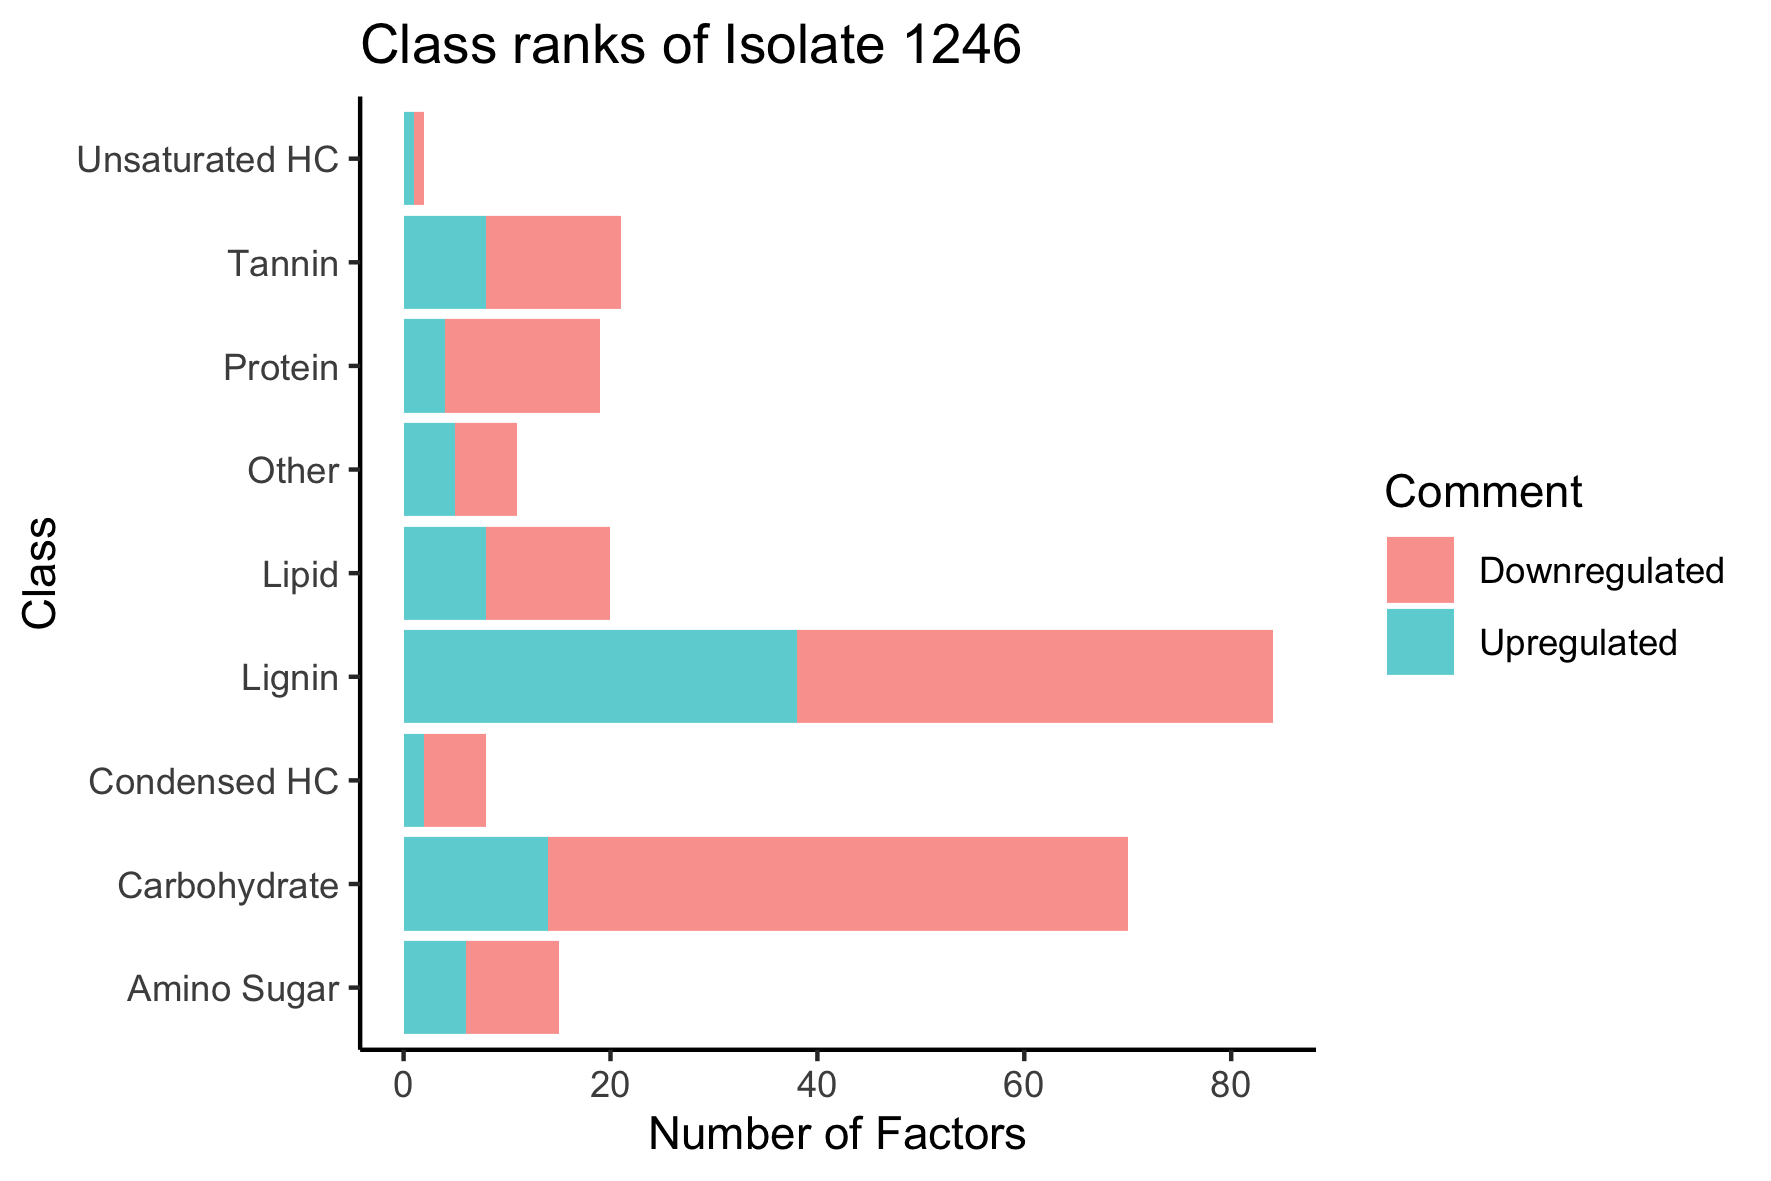 Class ranks of Isolate 1246
Unsaturated HC
Tannin
Protein
Other
Lipid
Lignin
Condensed HC
Carbohydrate
Amino Sugar
Class
0 20 40 60 80
Number of Factors
Comment
Downregulated
Upregulated